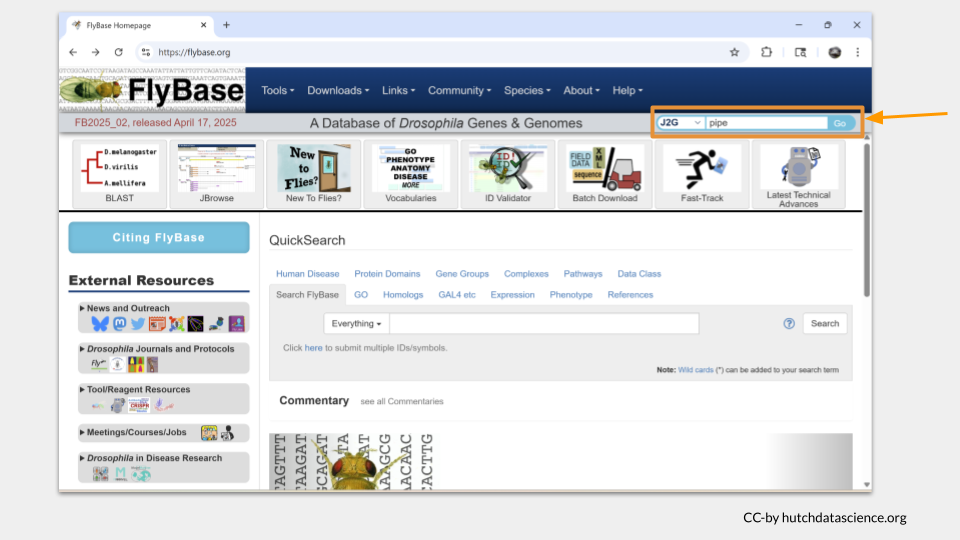 FlyBase Homepage
https://flybase.org
FlyBase
Tools Downloads Links Community Species About Help
FB2025_02, released April 17, 2025
A Database of Drosophila Genes & Genomes
J2G pipe Go
D.melanogaster
D.virilis
A.mellifera
BLAST
JBrowse
New to Flies?
New To Flies?
GO
PHENOTYPE
ANATOMY
DISEASE
MORE
Vocabularies
ID Validator
FIELD
DATA
sequence
XML
Batch Download
Fast-Track
Latest Technical
Advances
Citing FlyBase
External Resources
News and Outreach
Drosophila Journals and Protocols
Fly
Tool/Reagent Resources
CRISPR
Meetings/Courses/Jobs
Drosophila in Disease Research
QuickSearch
Human Disease Protein Domains Gene Groups Complexes Pathways Data Class
Search FlyBase GO Homologs GAL4 etc Expression Phenotype References
Everything
Search
Click here to submit multiple IDs/symbols.
Note: Wild cards (*) can be added to your search term
Commentary see all Commentaries
CC-by hutchdatascience.org